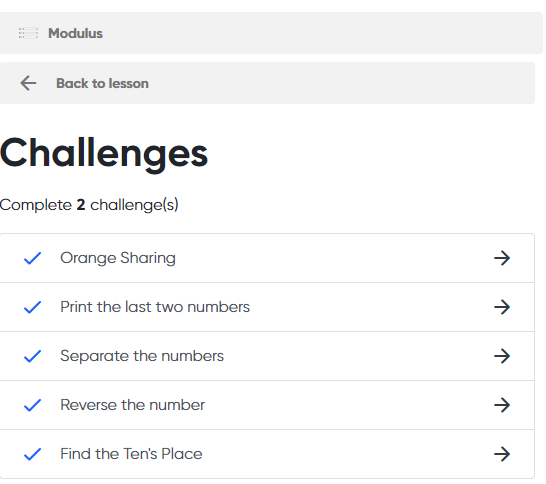 Modulus
Back to lesson
Challenges
Complete 2 challenge(s)
Orange Sharing
Print the last two numbers
Separate the numbers
Reverse the number
Find the Ten's Place